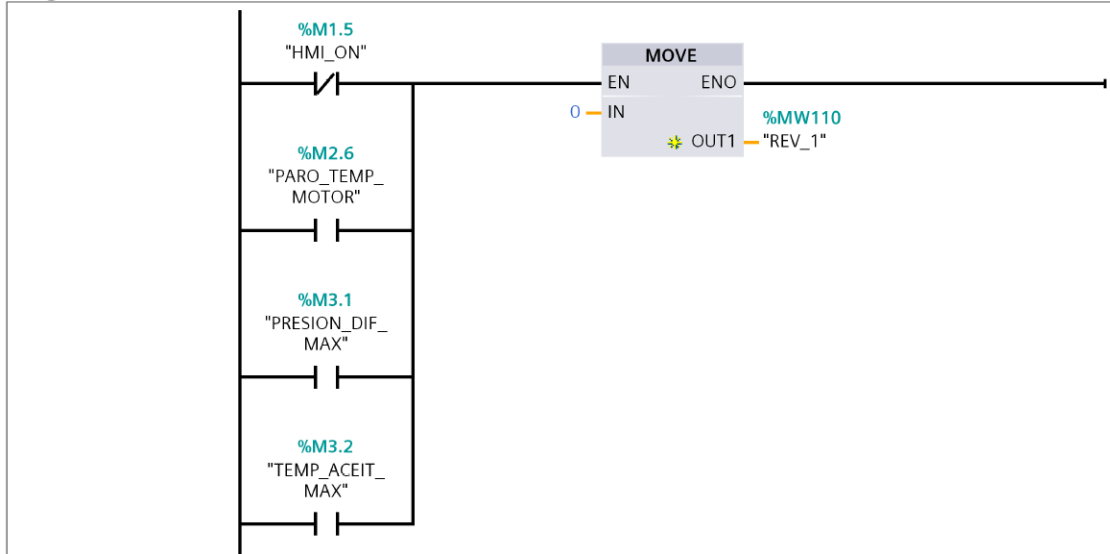 %M1.5
"HMI_ON"
MOVE
EN ENO
0 IN
%MW110
OUT1 "REV_1"
%M2.6
"PARO_TEMP_
MOTOR"
%M3.1
"PRESION_DIF_
MAX"
%M3.2
"TEMP_ACEIT_
MAX"